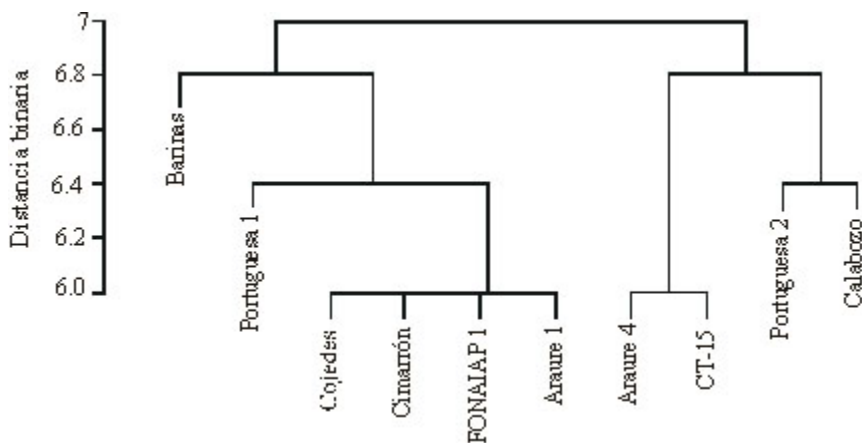 Distancia binaria
7
6.8
6.6
6.4
6.2
6.0
Barinas
Portuguesa 1
Cojedes
Cimarrón
FONAIAP 1
Araure 1
Araure 4
CT-15
Portuguesa 2
Calabozo